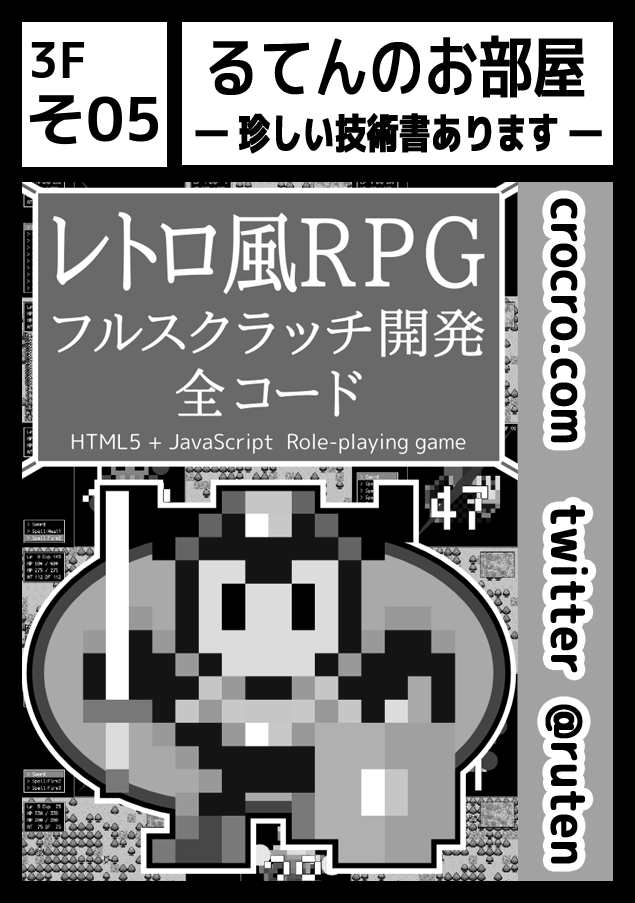 3F
そ05
るてんのお部屋
― 珍しい技術書あります ―
レトロ風RPG
フルスクラッチ開発
全コード
HTML5 + JavaScript Role-playing game
47
crocro.com
twitter @ruten